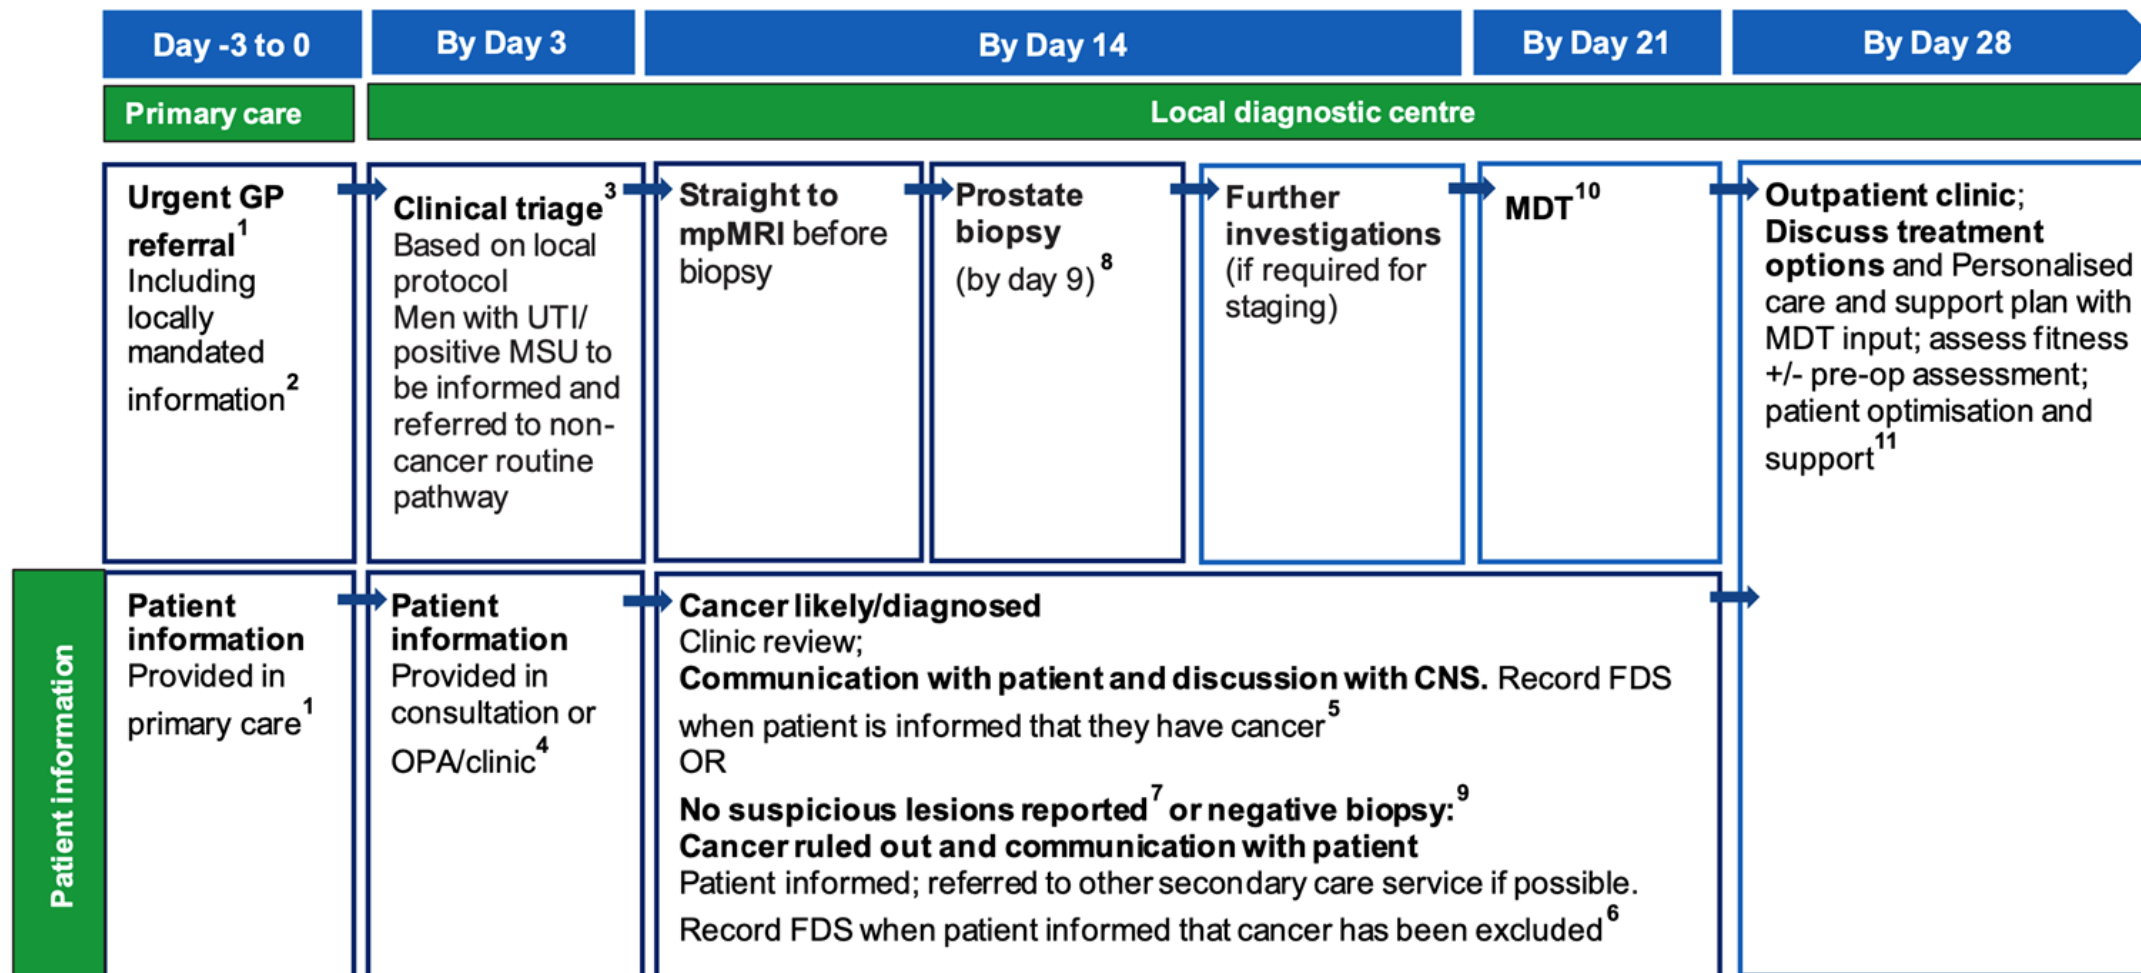 Day -3 to 0
By Day 3
By Day 14
By Day 21
By Day 28
Primary care
Local diagnostic centre
Urgent GP
referral1
Including
locally
mandated
information2
Clinical triage3
Based on local
protocol
Men with UTI/
positive MSU to
be informed and
referred to non-
cancer routine
pathway
Straight to
mpMRI before
biopsy
Prostate
biopsy
(by day 9)8
Further
investigations
(if required for
staging)
MDT10
Outpatient clinic;
Discuss treatment
options and Personalised
care and support plan with
MDT input; assess fitness
+/- pre-op assessment;
patient optimisation and
support11
Patient information
Patient
information
Provided in
primary care1
Patient
information
Provided in
consultation or
OPA/clinic4
Cancer likely/diagnosed
Clinic review;
Communication with patient and discussion with CNS. Record FDS
when patient is informed that they have cancer5
OR
No suspicious lesions reported7 or negative biopsy:9
Cancer ruled out and communication with patient
Patient informed; referred to other secondary care service if possible.
Record FDS when patient informed that cancer has been excluded6